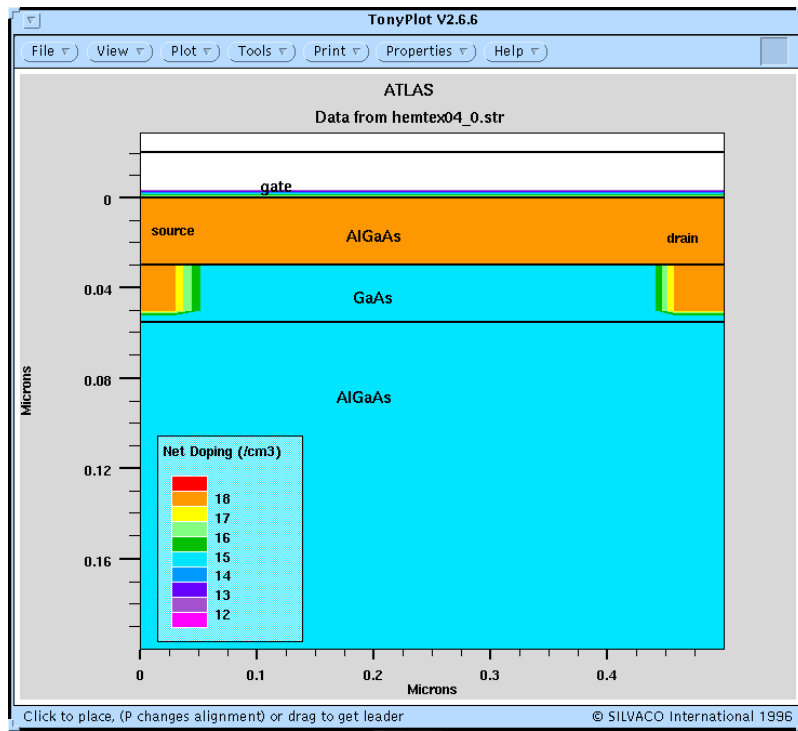 TonyPlot V2.6.6
File View Plot Tools Print Properties Help
ATLAS
Data from hemtex04_0.str
gate
0
source
AlGaAs
drain
0.04
GaAs
0.08
AlGaAs
Microns
Net Doping (/cm3)
0.12
18
17
16
15
0.16
14
13
12
0 0.1 0.2 0.3 0.4
Microns
Click to place, (P changes alignment) or drag to get leader © SILVACO International 1996